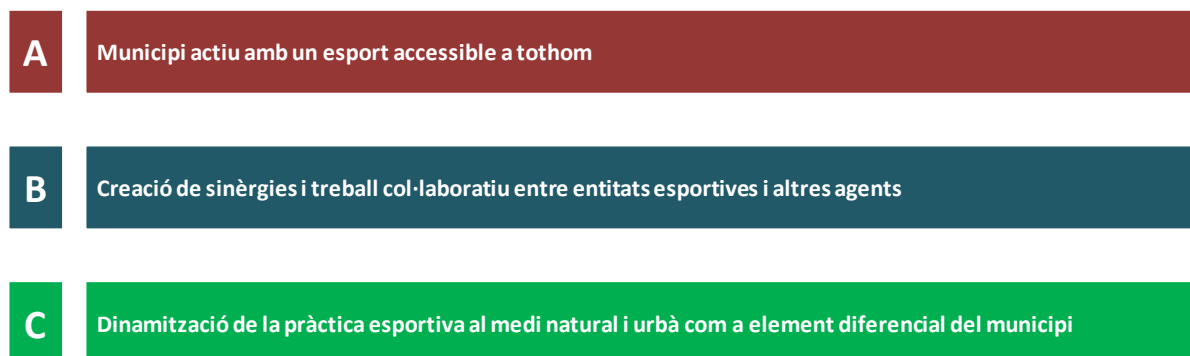 A
Municipi actiu amb un esport accessible a tothom
B
Creació de sinèrgies i treball col·laboratiu entre entitats esportives i altres agents
C
Dinamització de la pràctica esportiva al medi natural i urbà com a element diferencial del municipi